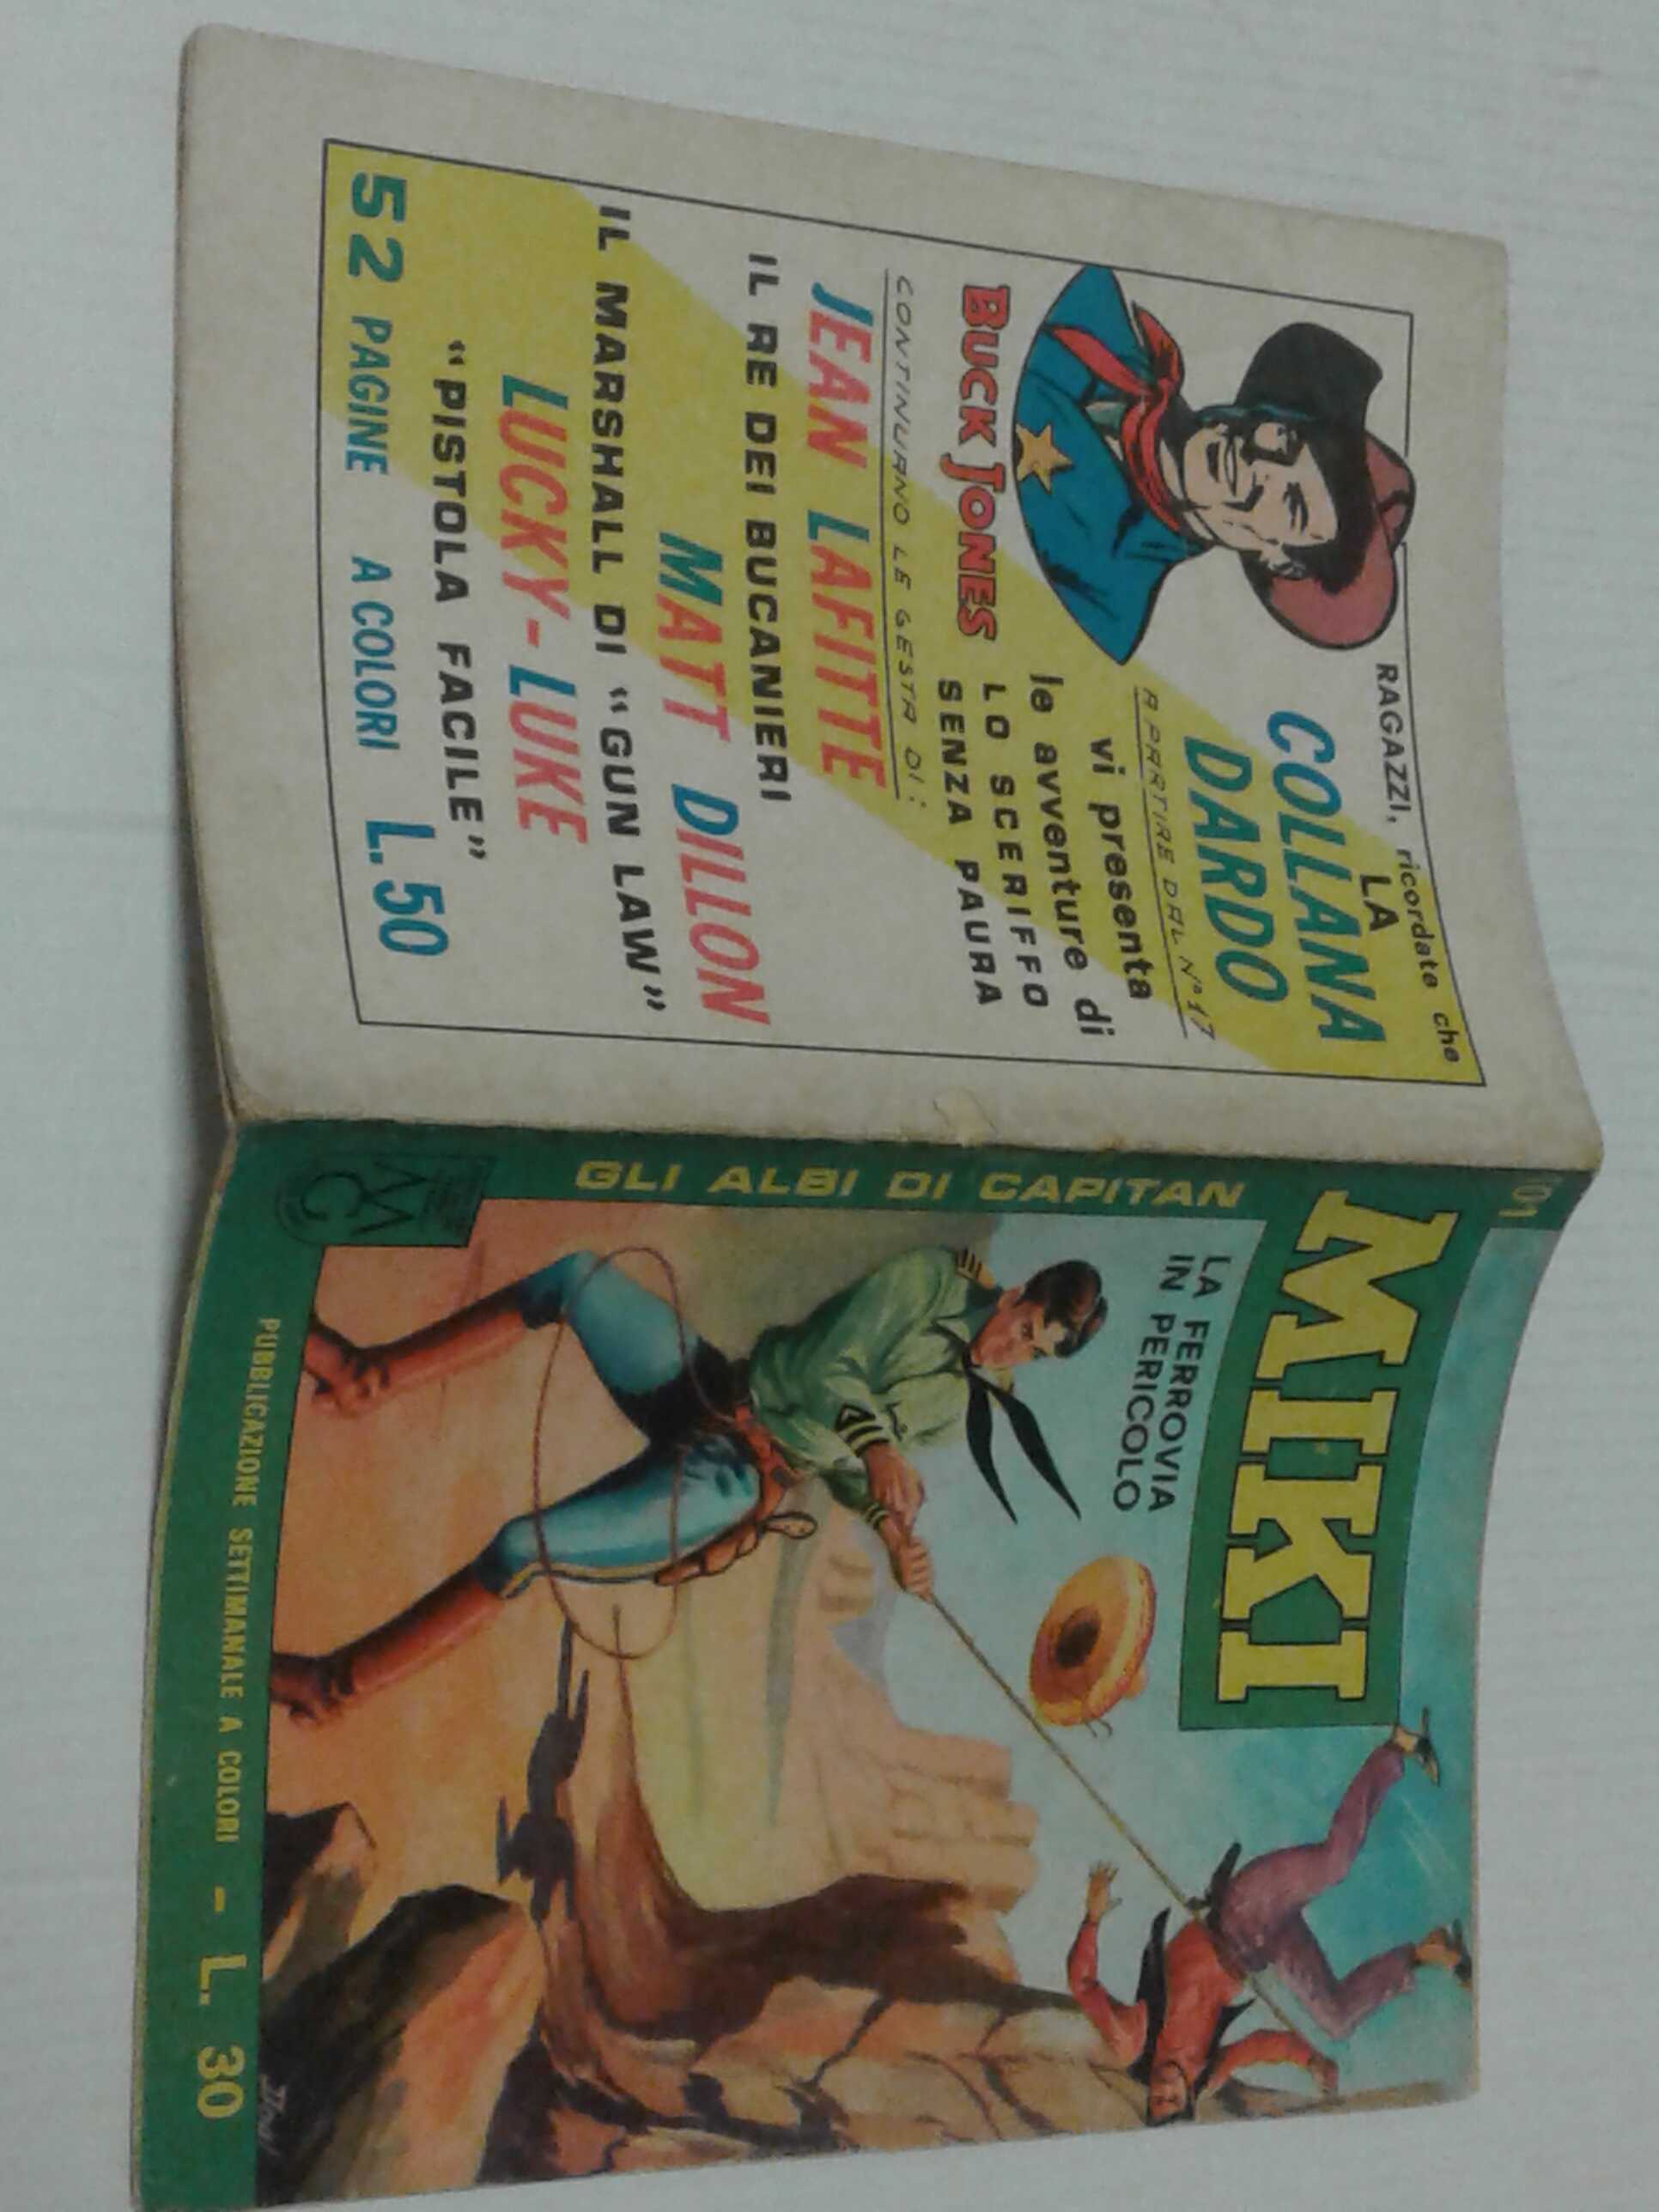 RAGAZZI, ricordate che
LA
COLLANA
DARDO
A PARTIRE DAL Nº 17
vi presenta
le avventure di
BUCK JONES
LO SCERIFFO
SENZA PAURA
CONTINUANO LE GESTA DI:
JEAN LAFITTE
IL RE DEI BUCANIERI
MATT DILLON
IL MARSHALL DI “GUN LAW”
LUCKY-LUKE
“PISTOLA FACILE”
52 PAGINE A COLORI L. 50
GLI ALBI DI CAPITAN
MIKI
LA FERROVIA
IN PERICOLO
PUBBLICAZIONE SETTIMANALE A COLORI - L. 30